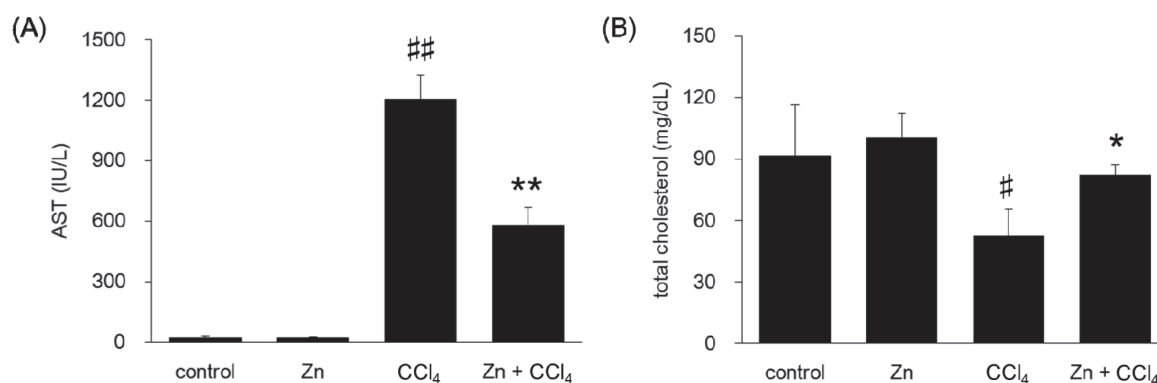 (A)
AST (IU/L)
1500
1200
900
600
300
0
♯♯
**
control Zn CCl₄ Zn + CCl₄
(B)
total cholesterol (mg/dL)
150
120
90
60
30
0
♯
*
control Zn CCl₄ Zn + CCl₄